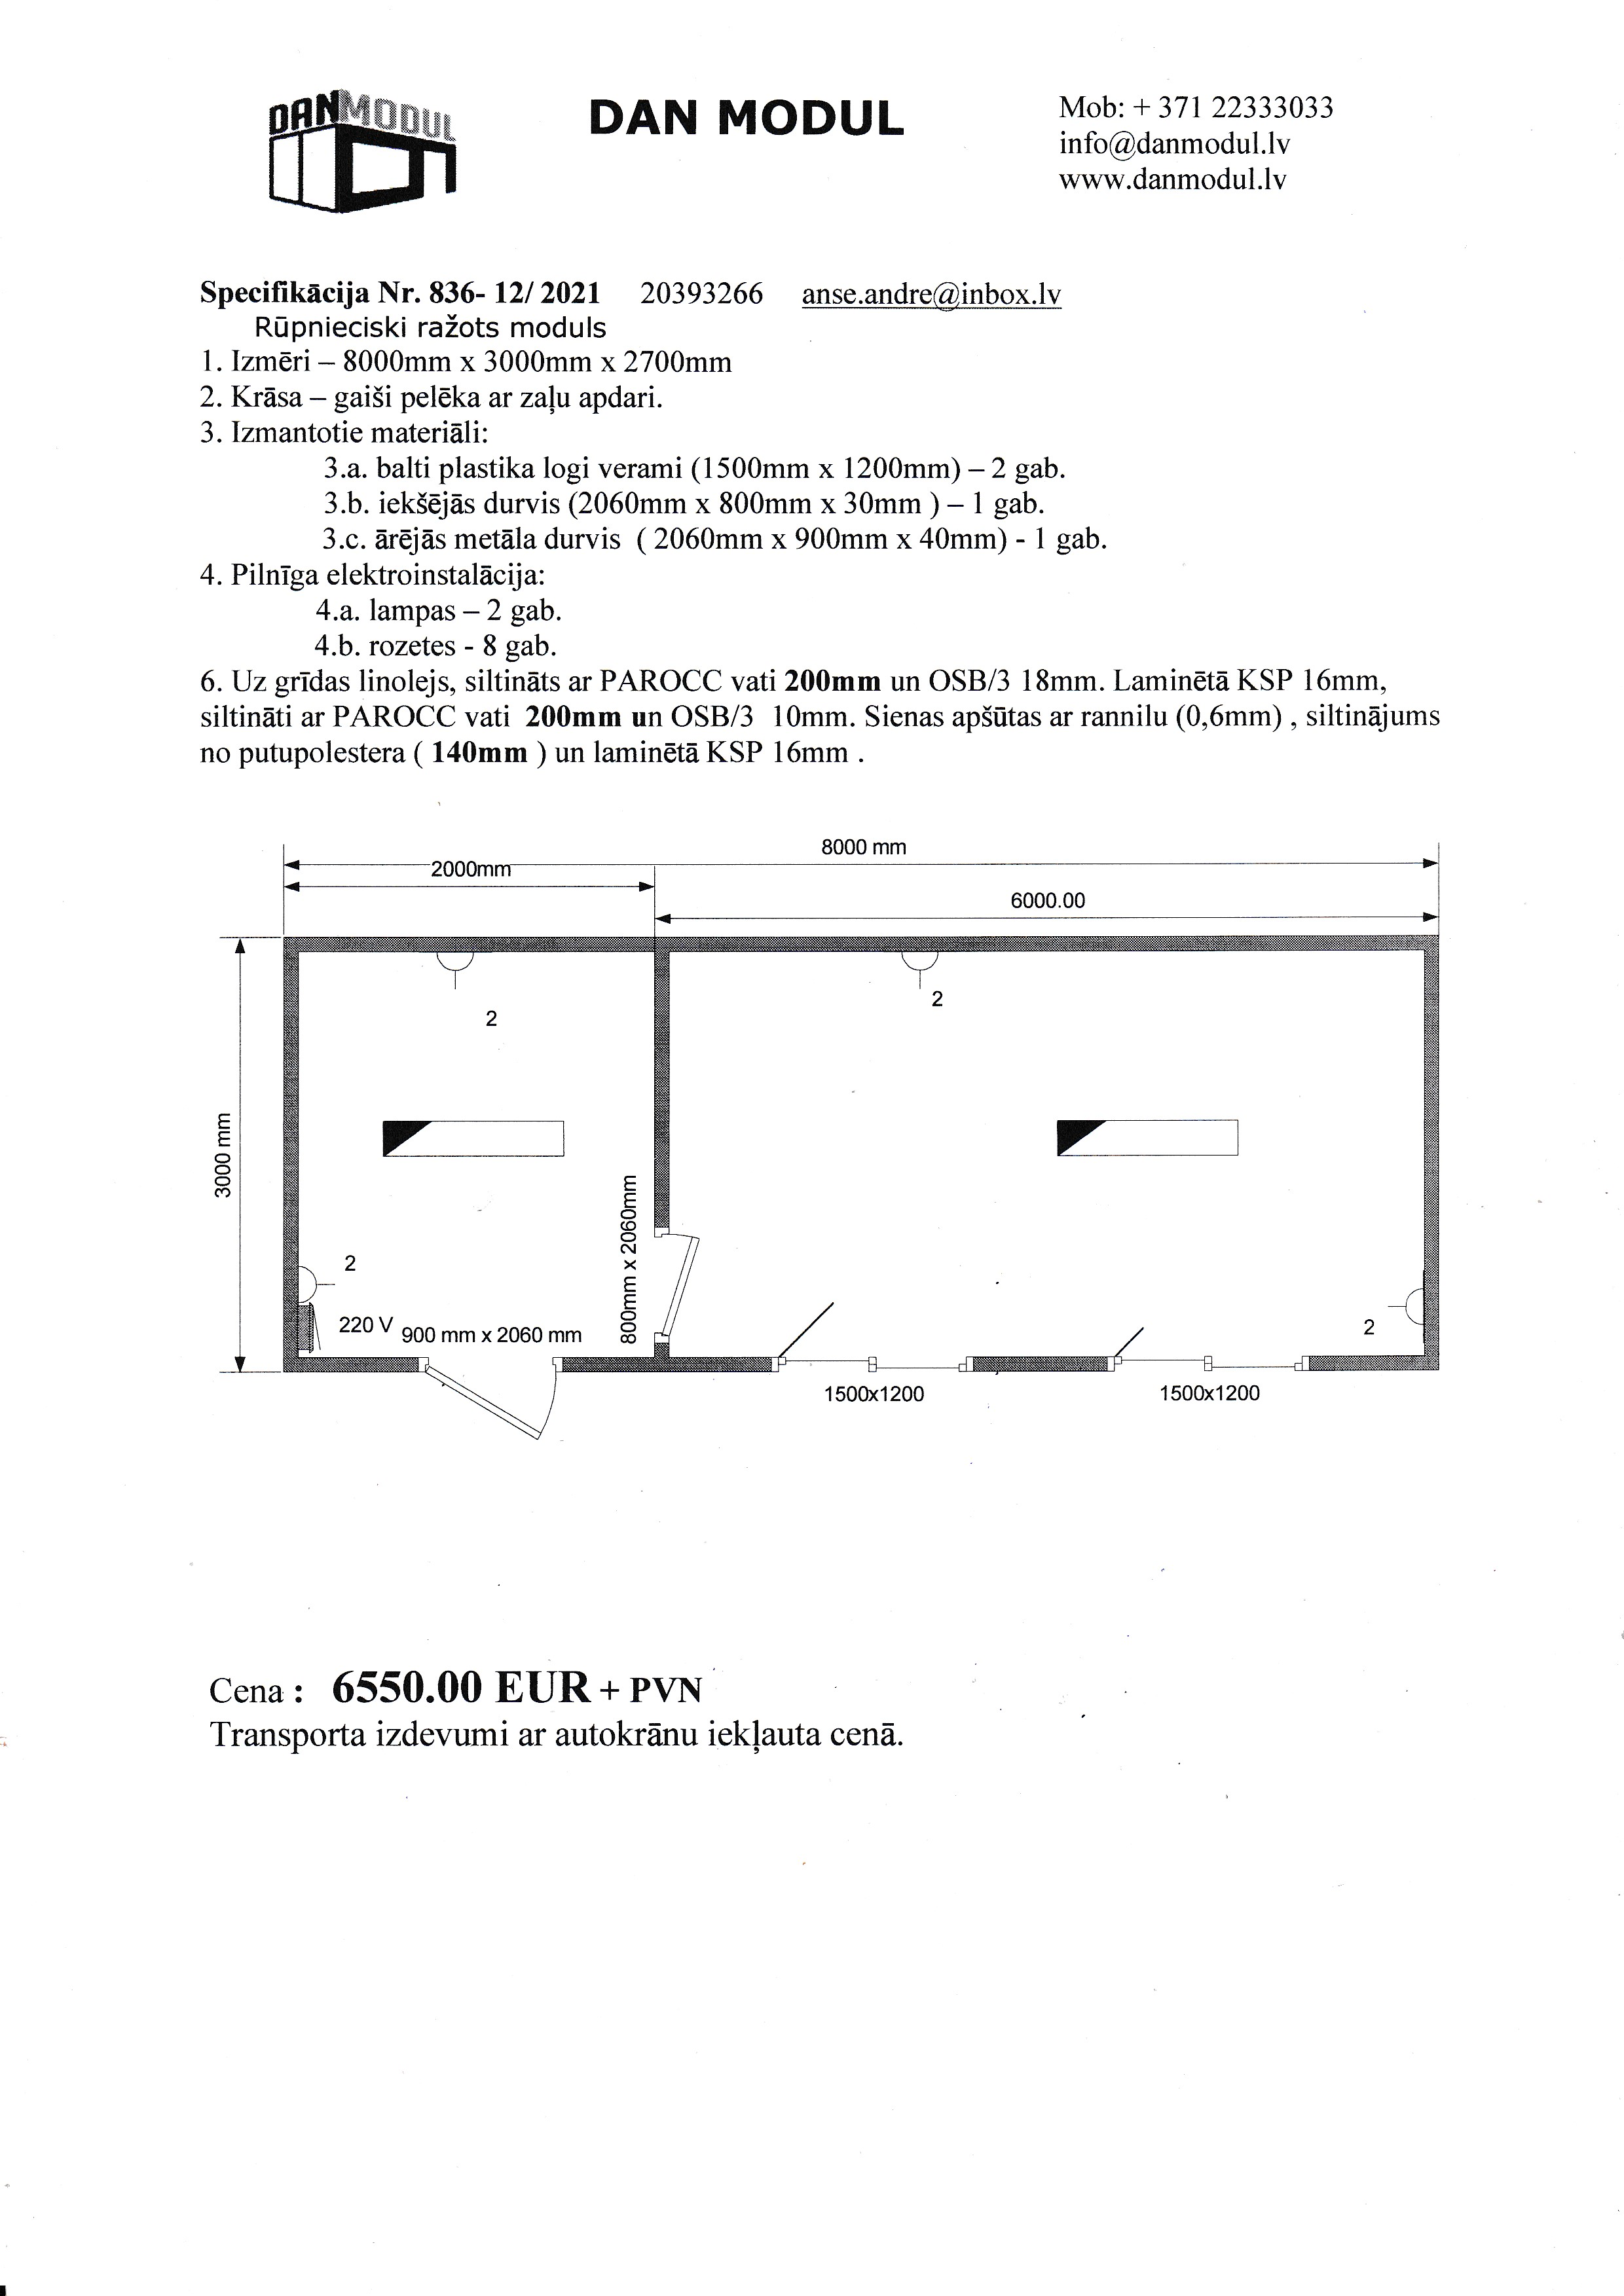 DANMODUL
DAN MODUL
Mob: + 371 22333033
info@danmodul.lv
www.danmodul.lv
Specifikācija Nr. 836- 12/ 2021 20393266 anse.andre@inbox.lv
Rūpnieciski ražots moduls
1. Izmēri – 8000mm x 3000mm x 2700mm
2. Krāsa – gaiši pelēka ar zaļu apdari.
3. Izmantotie materiāli:
3.a. balti plastika logi verami (1500mm x 1200mm) – 2 gab.
3.b. iekšējās durvis (2060mm x 800mm x 30mm ) – 1 gab.
3.c. ārējās metāla durvis ( 2060mm x 900mm x 40mm) - 1 gab.
4. Pilnīga elektroinstalācija:
4.a. lampas – 2 gab.
4.b. rozetes - 8 gab.
6. Uz grīdas linolejs, siltināts ar PAROCC vati 200mm un OSB/3 18mm. Laminētā KSP 16mm,
siltināti ar PAROCC vati 200mm un OSB/3 10mm. Sienas apšūtas ar rannilu (0,6mm) , siltinājums
no putupolestera ( 140mm ) un laminētā KSP 16mm .
8000 mm
2000mm
6000.00
2
2
3000 mm
800mm x 2060mm
2
220 V
900 mm x 2060 mm
2
1500x1200
1500x1200
Cena : 6550.00 EUR + PVN
Transporta izdevumi ar autokrānu iekļauta cenā.